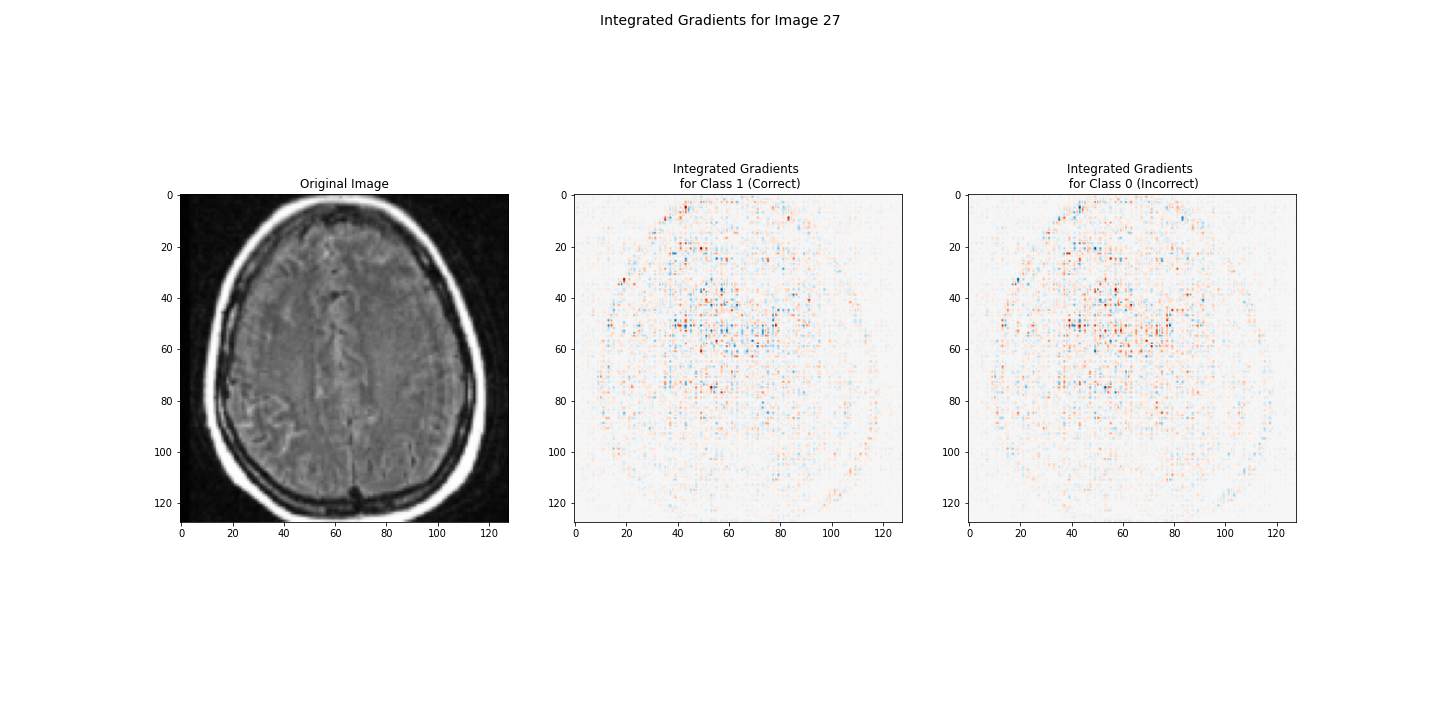 Integrated Gradients for Image 27
Original Image
0
20
40
60
80
100
120
0 20 40 60 80 100 120
Integrated Gradients
for Class 1 (Correct)
0
20
40
60
80
100
120
0 20 40 60 80 100 120
Integrated Gradients
for Class 0 (Incorrect)
0
20
40
60
80
100
120
0 20 40 60 80 100 120